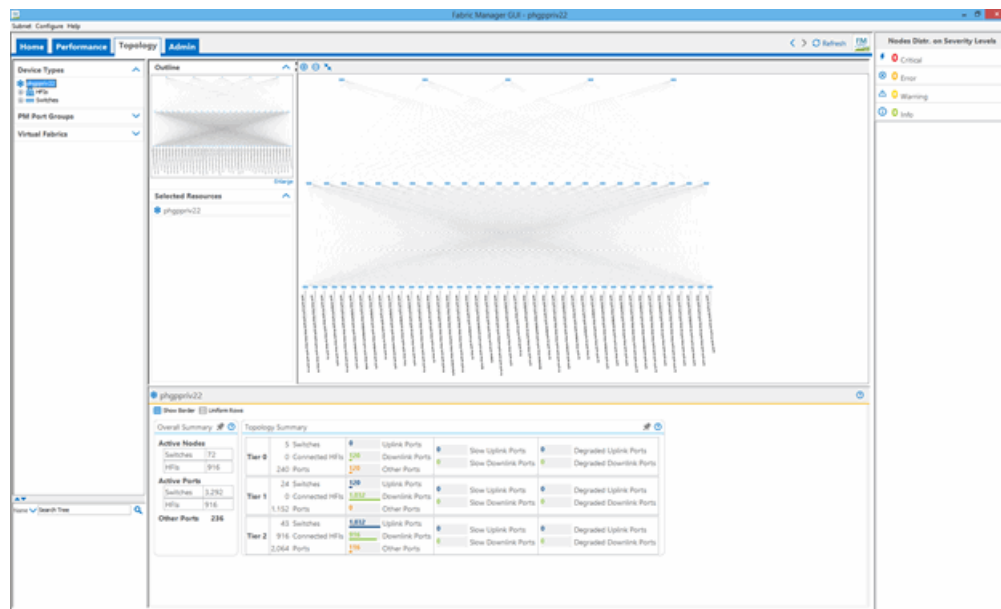 Fabric Manager GUI - phgppriv22
Subnet Configure Help
Home Performance Topology Admin
Refresh FM
Nodes Distr. on Severity Levels
0 Critical
0 Error
0 Warning
0 Info
Device Types
phgppriv22
HFIs
Switches
PM Port Groups
Virtual Fabrics
Name Search Tree
Outline
Enlarge
Selected Resources
phgppriv22
phgppriv22
Show Border Uniform Rows
Overall Summary
Active Nodes
Switches 72
HFIs 916
Active Ports
Switches 3,292
HFIs 916
Other Ports 236
Topology Summary
Tier 0
5 Switches
0 Connected HFIs
240 Ports
0 Uplink Ports
120 Downlink Ports
120 Other Ports
0 Slow Uplink Ports
0 Slow Downlink Ports
0 Degraded Uplink Ports
0 Degraded Downlink Ports
Tier 1
24 Switches
0 Connected HFIs
1,152 Ports
120 Uplink Ports
1,032 Downlink Ports
0 Other Ports
0 Slow Uplink Ports
0 Slow Downlink Ports
0 Degraded Uplink Ports
0 Degraded Downlink Ports
Tier 2
43 Switches
916 Connected HFIs
2,064 Ports
1,032 Uplink Ports
916 Downlink Ports
116 Other Ports
0 Slow Uplink Ports
0 Slow Downlink Ports
0 Degraded Uplink Ports
0 Degraded Downlink Ports